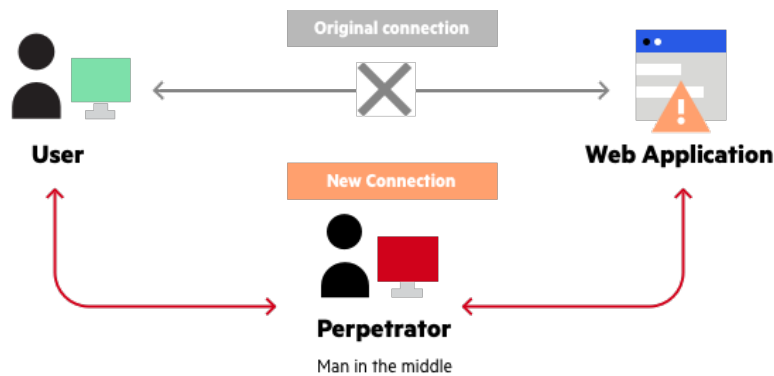 Original connection
User
Web Application
New Connection
Perpetrator
Man in the middle